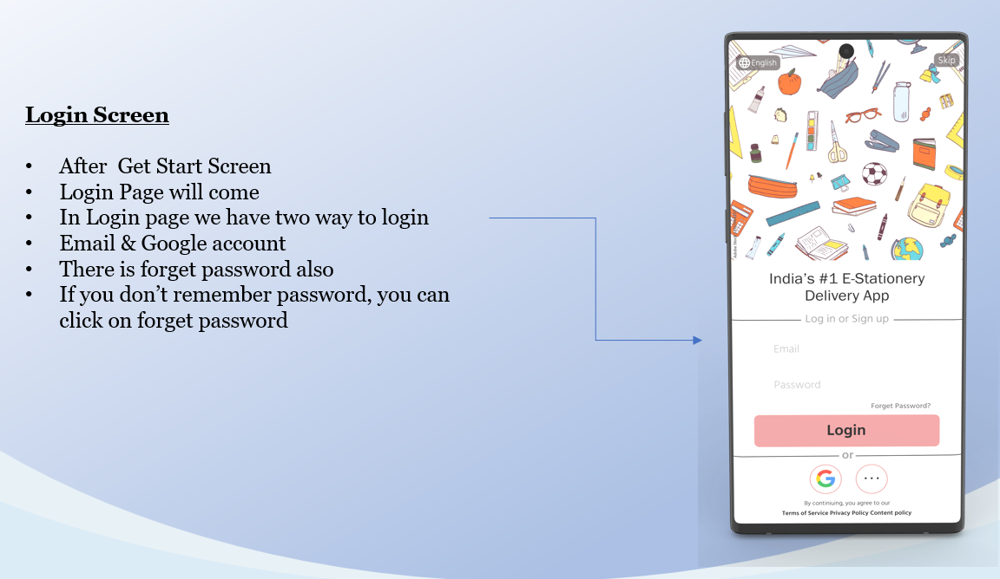 Login Screen
• After  Get Start Screen
• Login Page will come
• In Login page we have two way to login
• Email & Google account
• There is forget password also
• If you don’t remember password, you can
click on forget password
English
Skip
India’s #1 E-Stationery
Delivery App
Log in or Sign up
Email
Password
Forget Password?
Login
or
G
By continiuing, you agree to our
Terms of Service Privacy Policy Content policy